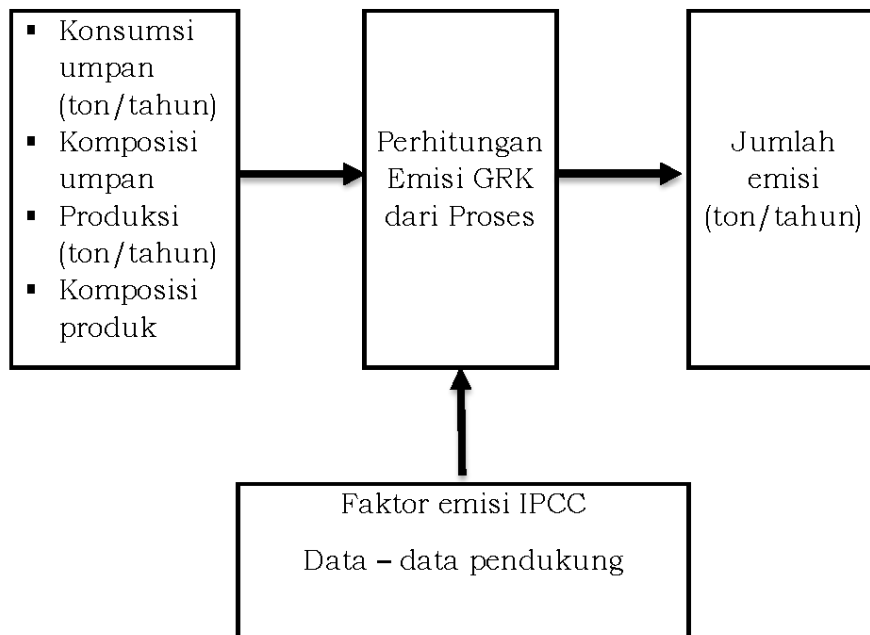 ▪ Konsumsi
umpan
(ton/tahun)
▪ Komposisi
umpan
▪ Produksi
(ton/tahun)
▪ Komposisi
produk
Perhitungan
Emisi GRK
dari Proses
Jumlah
emisi
(ton/tahun)
Faktor emisi IPCC
Data – data pendukung